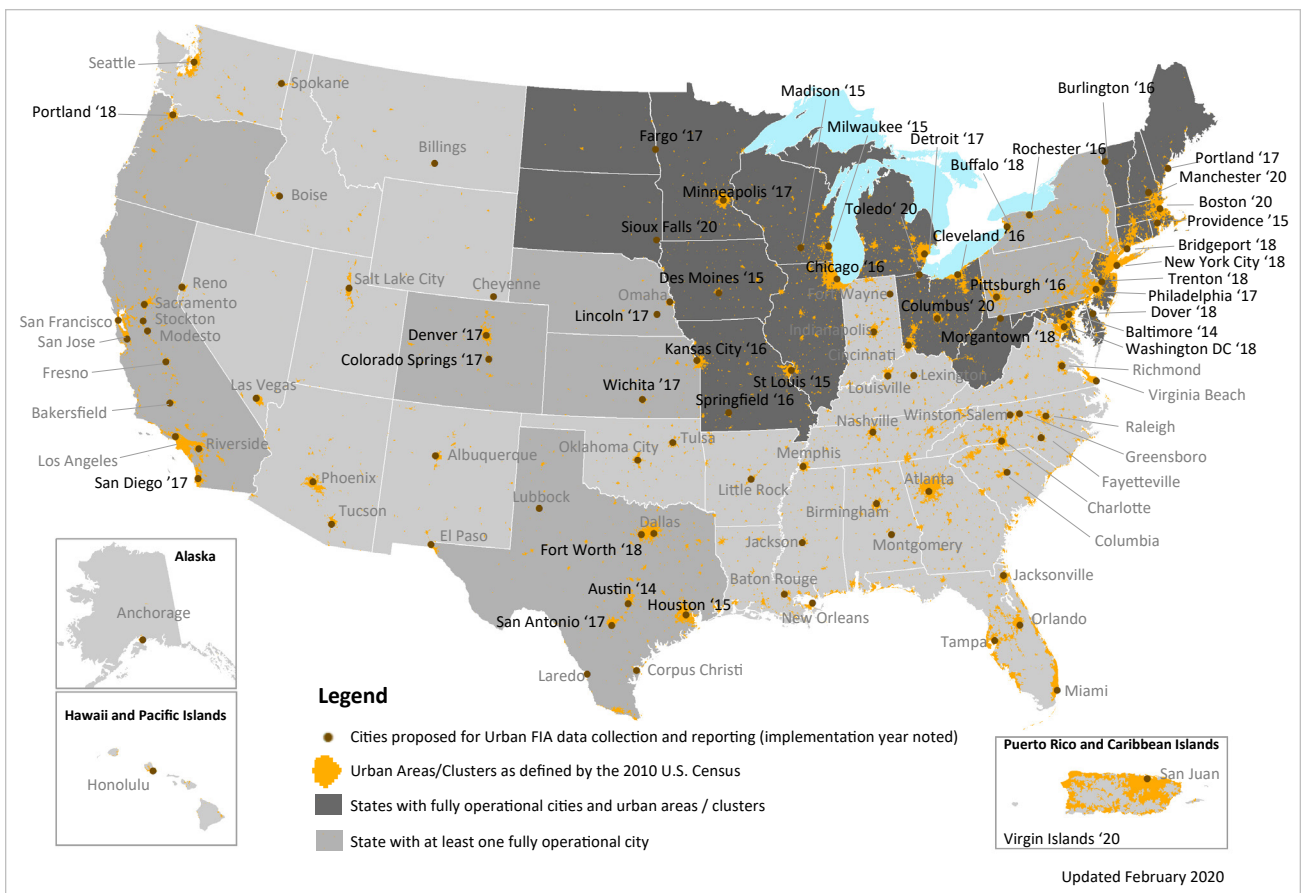 Seattle
Spokane
Portland ‘18
Billings
Boise
Fargo ‘17
Minneapolis ‘17
Sioux Falls ‘20
Madison ‘15
Milwaukee ‘15
Detroit ‘17
Buffalo ‘18
Rochester ‘16
Burlington ‘16
Portland ‘17
Manchester ‘20
Boston ‘20
Providence ’15
Bridgeport ‘18
New York City ‘18
Trenton ‘18
Philadelphia ‘17
Dover ‘18
Baltimore ‘14
Washington DC ‘18
Richmond
Virginia Beach
Toledo‘ 20
Cleveland ‘16
Chicago ‘16
Pittsburgh ‘16
Fort Wayne
Columbus‘ 20
Morgantown ‘18
Indianapolis
Cincinnati
Des Moines ‘15
Omaha
Lincoln ‘17
Kansas City ‘16
St Louis ‘15
Springfield ‘16
Wichita ‘17
Salt Lake City
Cheyenne
Denver ‘17
Colorado Springs ‘17
Reno
Sacramento
Stockton
Modesto
San Francisco
San Jose
Fresno
Las Vegas
Bakersfield
Riverside
Los Angeles
San Diego ‘17
Phoenix
Tucson
Albuquerque
El Paso
Lubbock
Oklahoma City
Tulsa
Little Rock
Memphis
Nashville
Louisville
Lexington
Winston-Salem
Raleigh
Greensboro
Fayetteville
Charlotte
Columbia
Atlanta
Birmingham
Montgomery
Jackson
Dallas
Fort Worth ‘18
Austin ‘14
Houston ‘15
San Antonio ‘17
Laredo
Corpus Christi
Baton Rouge
New Orleans
Jacksonville
Orlando
Tampa
Miami
Alaska
Anchorage
Hawaii and Pacific Islands
Honolulu
Legend
Cities proposed for Urban FIA data collection and reporting (implementation year noted)
Urban Areas/Clusters as defined by the 2010 U.S. Census
States with fully operational cities and urban areas / clusters
State with at least one fully operational city
Puerto Rico and Caribbean Islands
San Juan
Virgin Islands ‘20
Updated February 2020